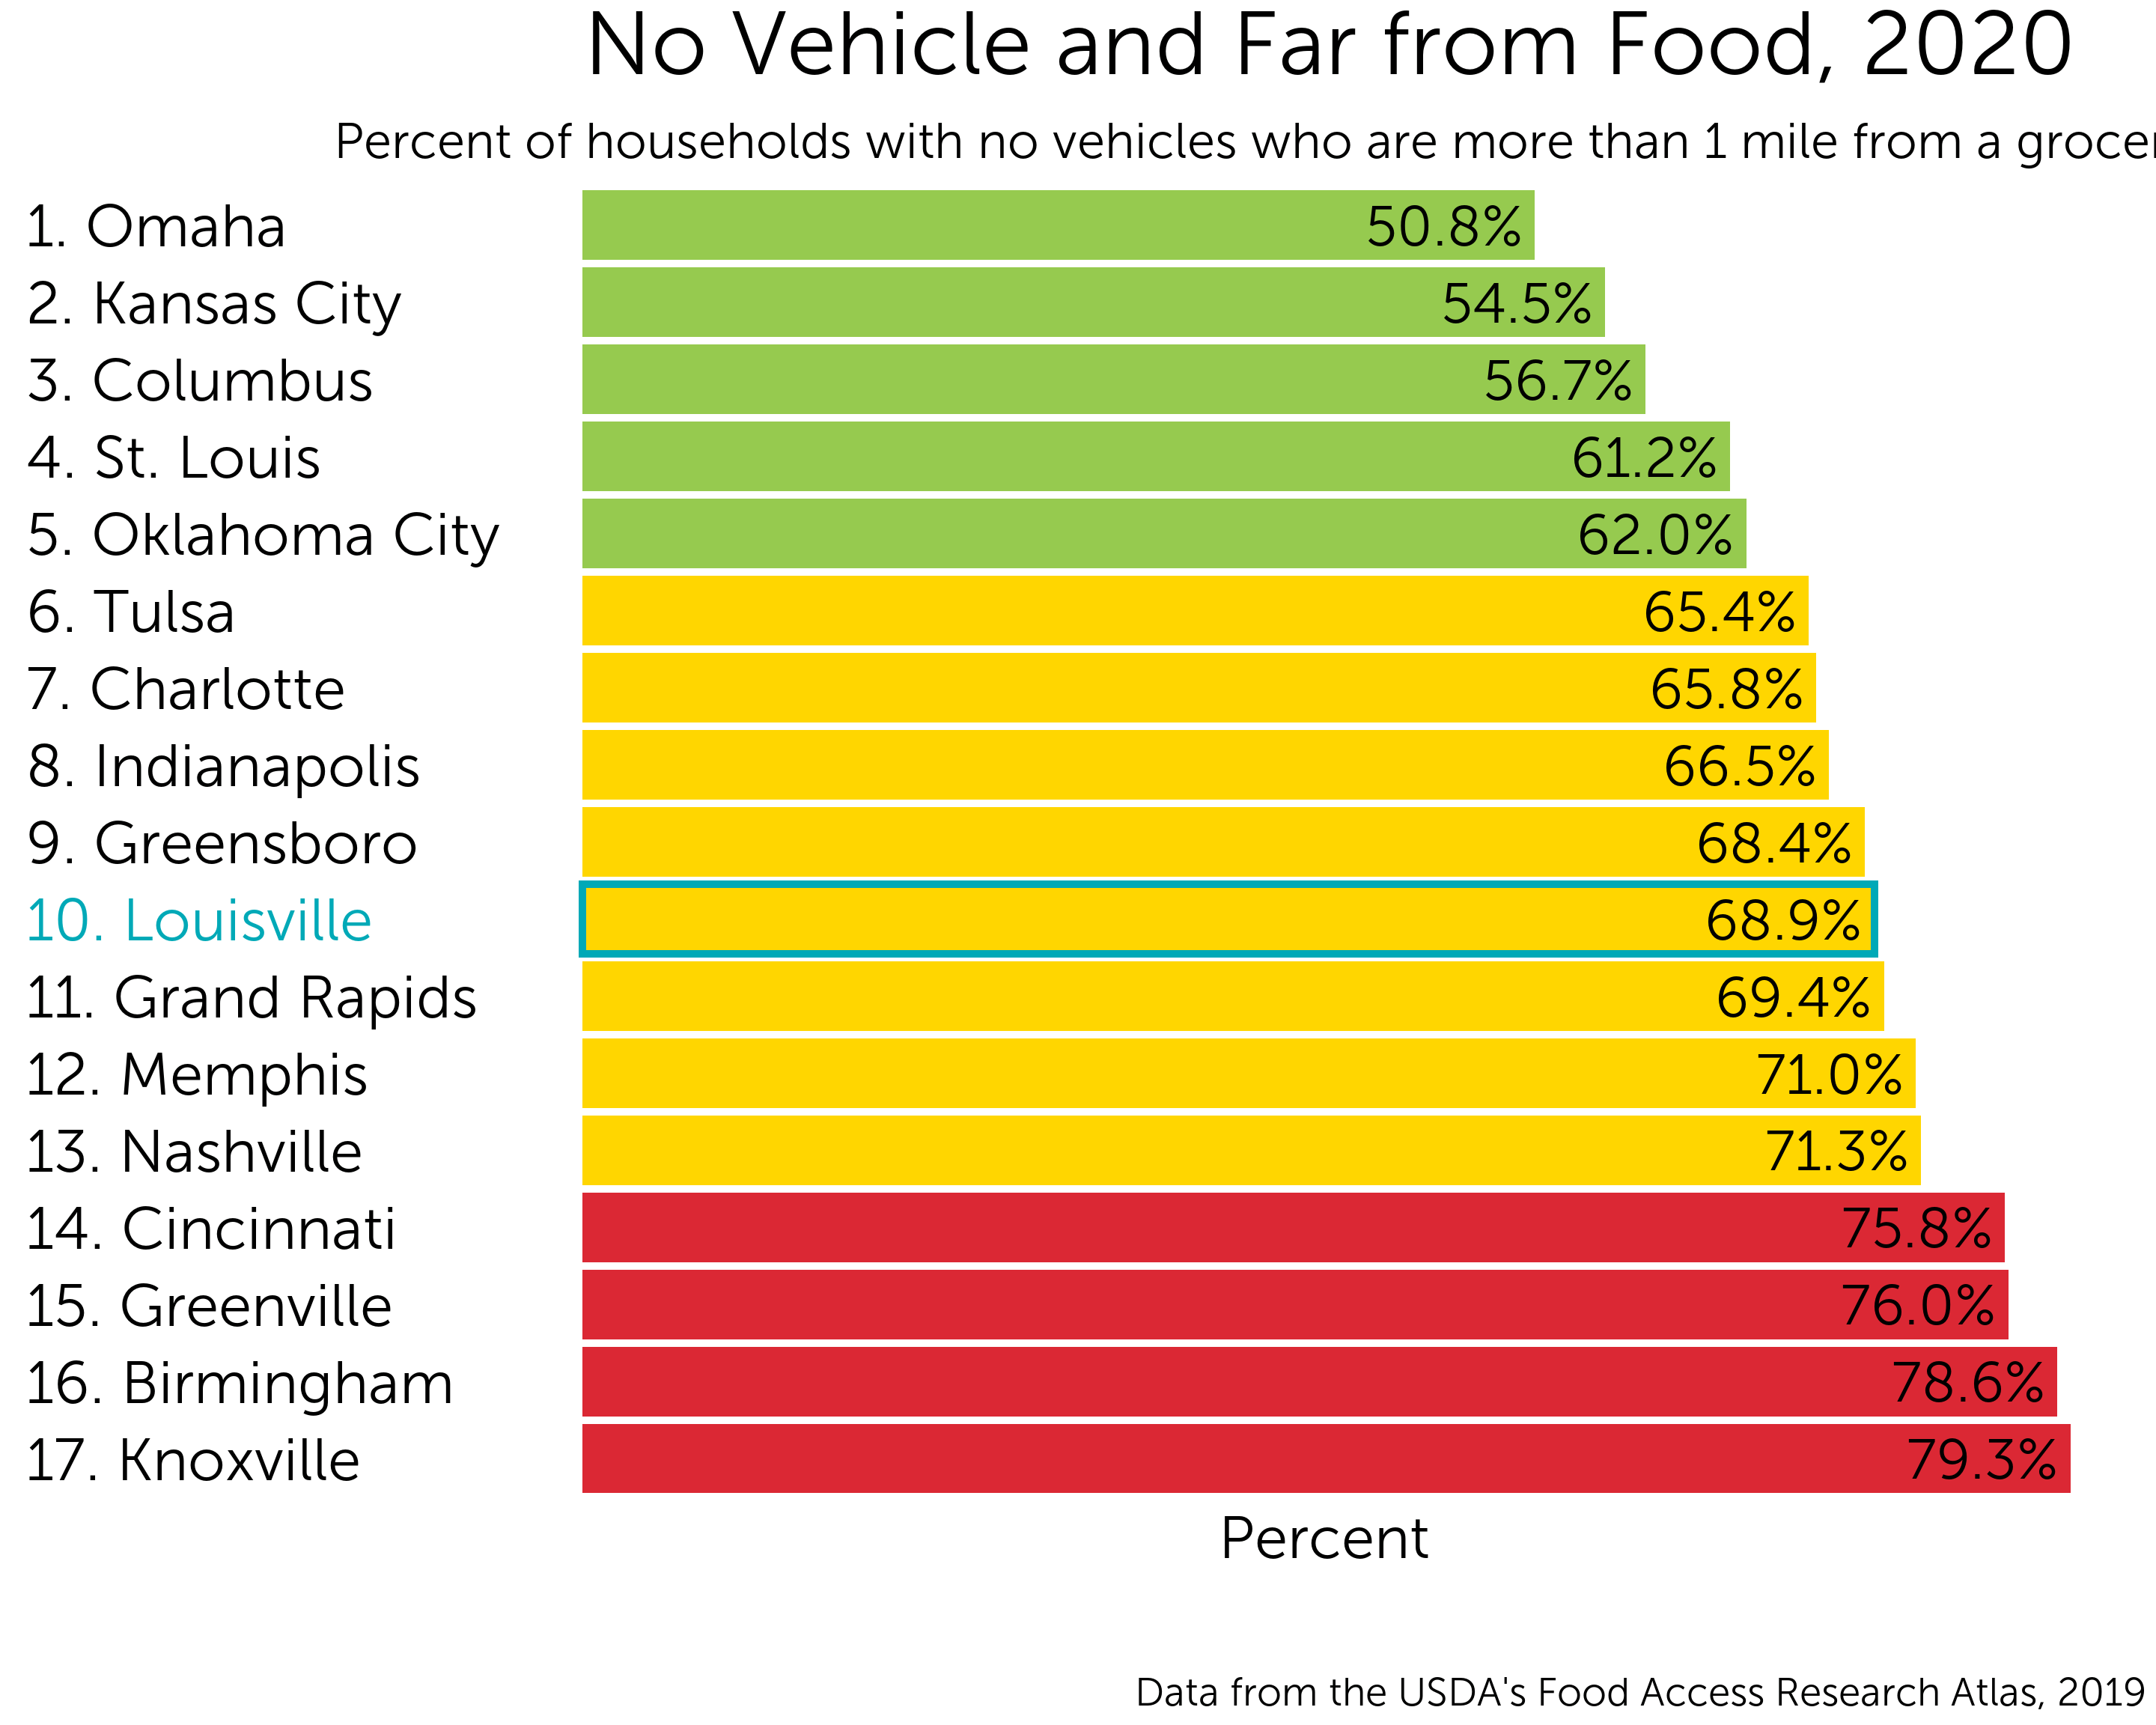 No Vehicle and Far from Food, 2020
Percent of households with no vehicles who are more than 1 mile from a
1. Omaha 50.8%
2. Kansas City 54.5%
3. Columbus 56.7%
4. St. Louis 61.2%
5. Oklahoma City 62.0%
6. Tulsa 65.4%
7. Charlotte 65.8%
8. Indianapolis 66.5%
9. Greensboro 68.4%
10. Louisville 68.9%
11. Grand Rapids 69.4%
12. Memphis 71.0%
13. Nashville 71.3%
14. Cincinnati 75.8%
15. Greenville 76.0%
16. Birmingham 78.6%
17. Knoxville 79.3%
Percent
Data from the USDA's Food Access Research Atlas, 2019